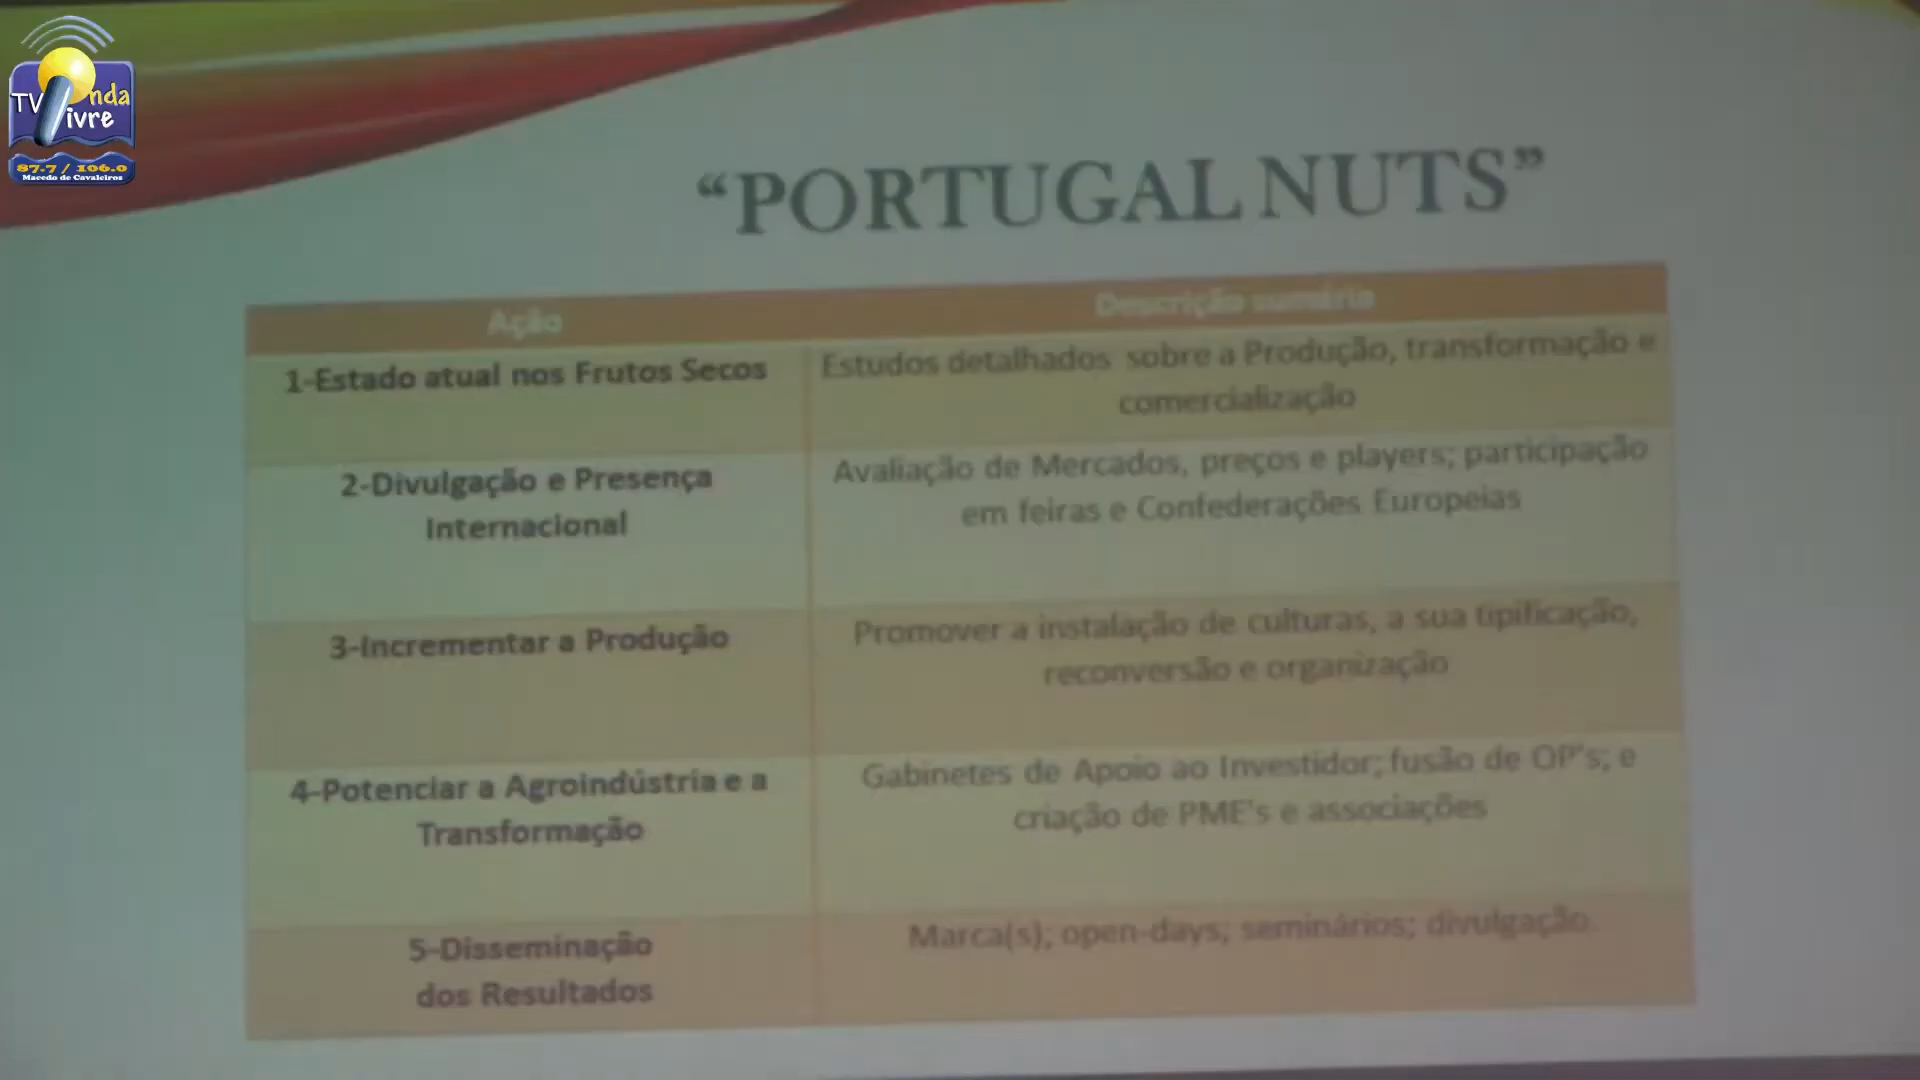 TV Onda
Livre
87.7 / 106.0
Macedo de Cavaleiros
“PORTUGAL NUTS”
Ação
Descrição sumária
1-Estado atual nos Frutos Secos
Estudos detalhados sobre a Produção, transformação e
comercialização
2-Divulgação e Presença
Internacional
Avaliação de Mercados, preços e players; participação
em feiras e Confederações Europeias
3-Incrementar a Produção
Promover a instalação de culturas, a sua tipificação,
reconversão e organização
4-Potenciar a Agroindústria e a
Transformação
Gabinetes de Apoio ao Investidor; fusão de OP's; e
criação de PME's e associações
5-Disseminação
dos Resultados
Marca(s); open-days; seminários; divulgação.